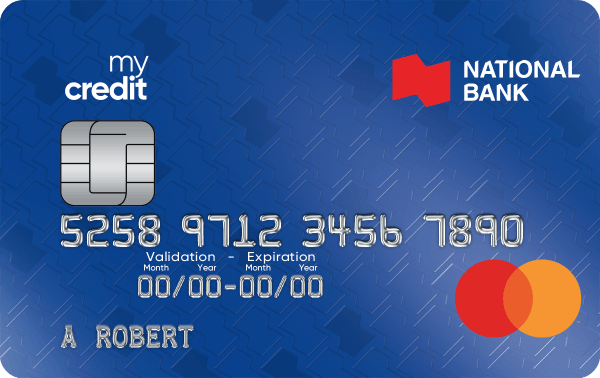 my
credit
NATIONAL
BANK
5258 9712 3456 7890
Validation - Expiration
Month Year Month Year
00/00-00/00
A ROBERT